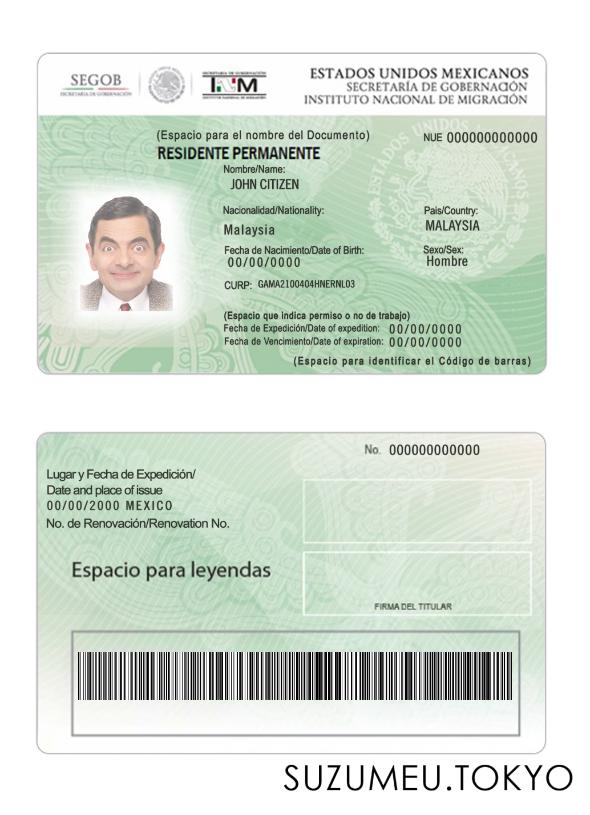 SEGOB
SECRETARÍA DE GOBERNACIÓN
SECRETARÍA DE GOBERNACIÓN
INM
INSTITUTO NACIONAL DE MIGRACIÓN
ESTADOS UNIDOS MEXICANOS
SECRETARÍA DE GOBERNACIÓN
INSTITUTO NACIONAL DE MIGRACIÓN
ESTADOS UNIDOS MEXICANOS
(Espacio para el nombre del Documento)
NUE 000000000000
RESIDENTE PERMANENTE
Nombre/Name:
JOHN CITIZEN
Nacionalidad/Nationality:
Malaysia
Pais/Country:
MALAYSIA
Fecha de Nacimiento/Date of Birth:
00/00/0000
Sexo/Sex:
Hombre
CURP: GAMA2100404HNERNL03
(Espacio que indica permiso o no de trabajo)
Fecha de Expedición/Date of expedition: 00/00/0000
Fecha de Vencimiento/Date of expiration: 00/00/0000
(Espacio para identificar el Código de barras)
No. 000000000000
Lugar y Fecha de Expedición/
Date and place of issue
00/00/2000 MEXICO
No. de Renovación/Renovation No.
Espacio para leyendas
FIRMA DEL TITULAR
SUZUMEU.TOKYO